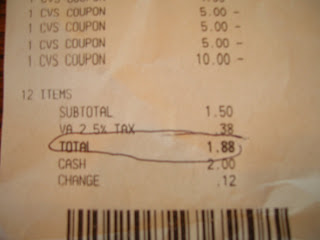 1 CVS COUPON 5.00 -
1 CVS COUPON 5.00 -
1 CVS COUPON 5.00 -
1 CVS COUPON 10.00 -
12 ITEMS
SUBTOTAL 1.50
VA 2.5% TAX .38
TOTAL 1.88
CASH 2.00
CHANGE .12